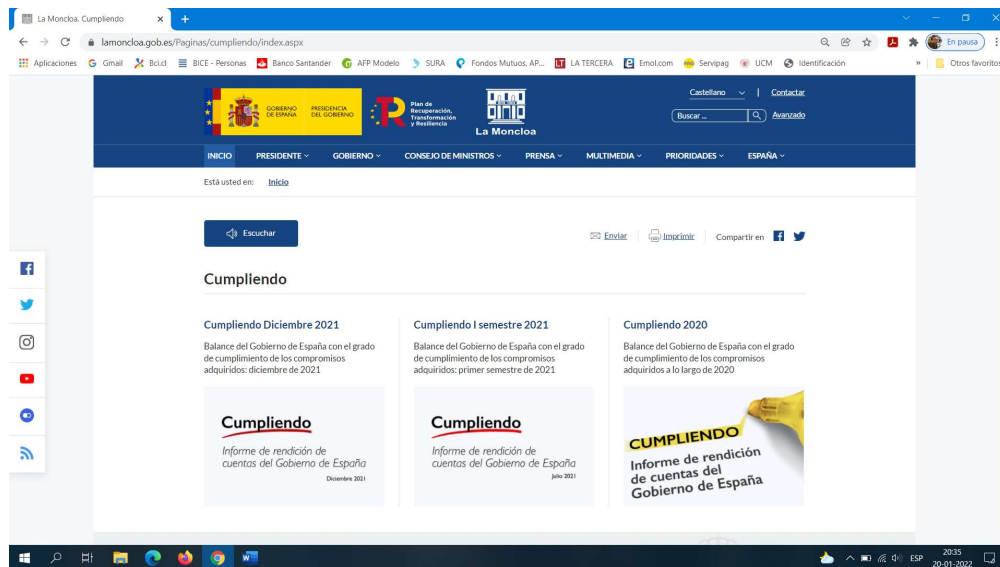 La Moncloa. Cumpliendo
lamoncloa.gob.es/Paginas/cumpliendo/index.aspx
En pausa
Aplicaciones
Gmail
Bci.cl
BICE - Personas
Banco Santander
AFP Modelo
SURA
Fondos Mutuos, AP...
LA TERCERA
Emol.com
Servipag
UCM
Identificación
Otros favoritos
GOBIERNO DE ESPAÑA
PRESIDENCIA DEL GOBIERNO
Plan de
Recuperación,
Transformación
y Resiliencia
La Moncloa
Castellano | Contactar
Buscar ... Avanzado
INICIO PRESIDENTE GOBIERNO CONSEJO DE MINISTROS PRENSA MULTIMEDIA PRIORIDADES ESPAÑA
Está usted en: Inicio
Escuchar
Enviar Imprimir Compartir en
Cumpliendo
Cumpliendo Diciembre 2021
Balance del Gobierno de España con el grado
de cumplimiento de los compromisos
adquiridos: diciembre de 2021
Cumpliendo
Informe de rendición de
cuentas del Gobierno de España
Diciembre 2021
Cumpliendo I semestre 2021
Balance del Gobierno de España con el grado
de cumplimiento de los compromisos
adquiridos: primer semestre de 2021
Cumpliendo
Informe de rendición de
cuentas del Gobierno de España
Julio 2021
Cumpliendo 2020
Balance del Gobierno de España con el grado
de cumplimiento de los compromisos
adquiridos a lo largo de 2020
CUMPLIENDO
Informe de rendición
de cuentas del
Gobierno de España
ESP
20:35
20-01-2022